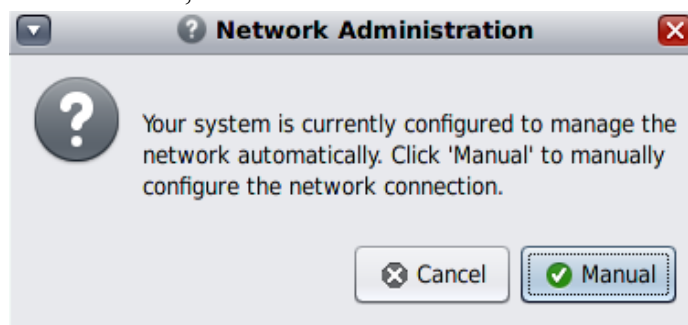 Network Administration
Your system is currently configured to manage the
network automatically. Click 'Manual' to manually
configure the network connection.
Cancel
Manual